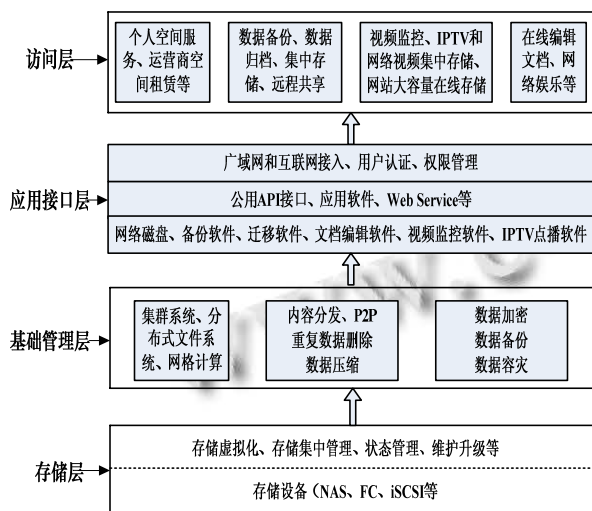 访问层
个人空间服
务、运营商空
间租赁等
数据备份、数据
归档、集中存
储、远程共享
视频监控、IPTV和
网络视频集中存储、
网站大容量在线存储
在线编辑
文档、网
络娱乐等
应用接口层
广域网和互联网接入、用户认证、权限管理
公用API接口、应用软件、Web Service等
网络磁盘、备份软件、迁移软件、文档编辑软件、视频监控软件、IPTV点播软件
基础管理层
集群系统、分
布式文件系
统、网格计算
内容分发、P2P
重复数据删除
数据压缩
数据加密
数据备份
数据容灾
存储层
存储虚拟化、存储集中管理、状态管理、维护升级等
存储设备（NAS、FC、iSCSI等